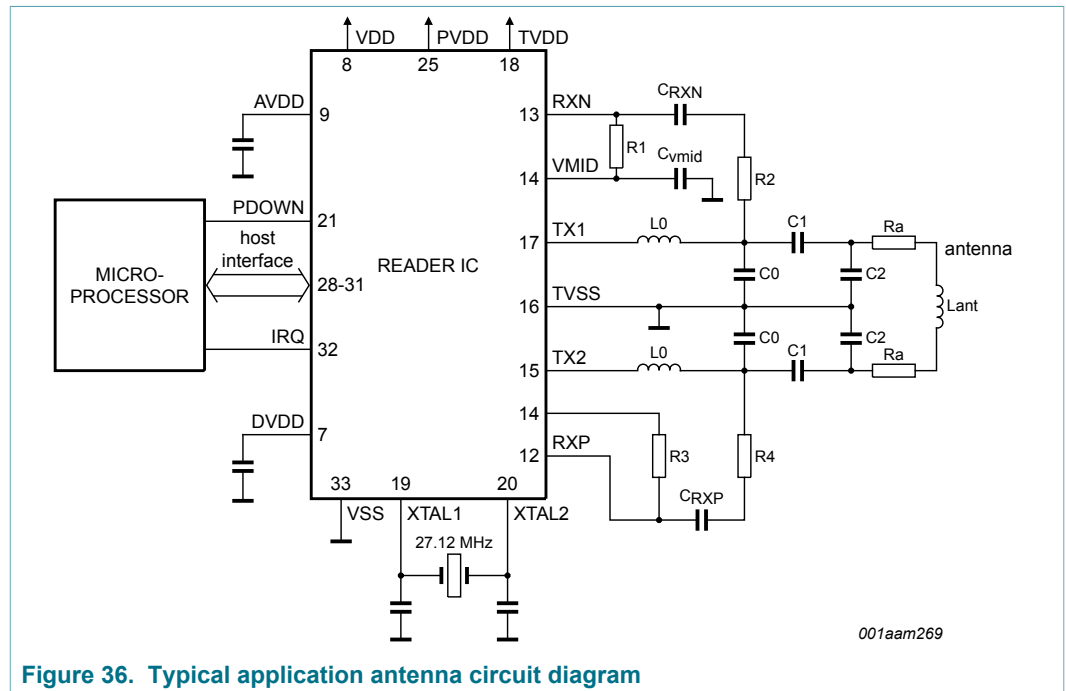 VDD PVDD TVDD
8 25 18
AVDD 9
13 RXN CRXN
R1
VMID Cvmid
14
R2
PDOWN 21
host interface
28-31
MICRO-
PROCESSOR
IRQ 32
READER IC
17 TX1 L0 C1 Ra antenna
C0 C2
16 TVSS Lant
C0 C2
15 TX2 L0 C1 Ra
14
RXP
12
R3 R4
CRXP
DVDD 7
33 19 20
VSS XTAL1 XTAL2
27.12 MHz
001aam269
Figure 36. Typical application antenna circuit diagram